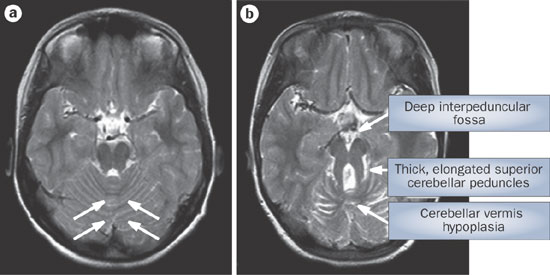 a
b
Deep interpeduncular
fossa
Thick, elongated superior
cerebellar peduncles
Cerebellar vermis
hypoplasia